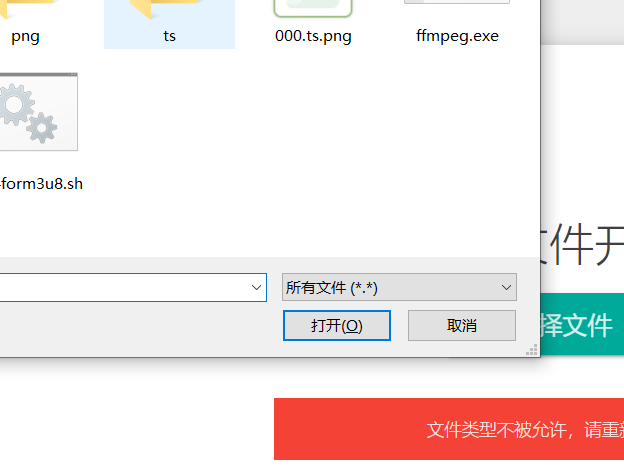 png
ts
000.ts.png
ffmpeg.exe
form3u8.sh
件开
所有文件 (*.*)
打开(O)
取消
择文件
文件类型不被允许，请重新